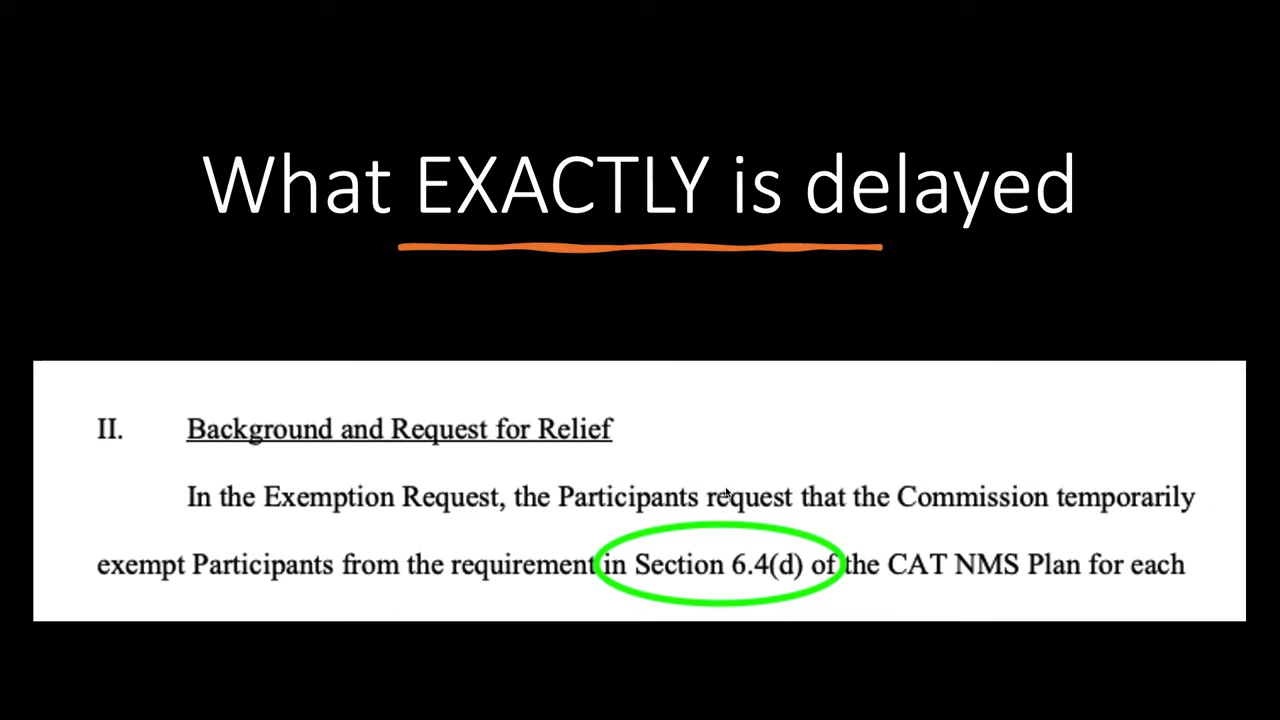 What EXACTLY is delayed
II. Background and Request for Relief
In the Exemption Request, the Participants request that the Commission temporarily
exempt Participants from the requirement in Section 6.4(d) of the CAT NMS Plan for each